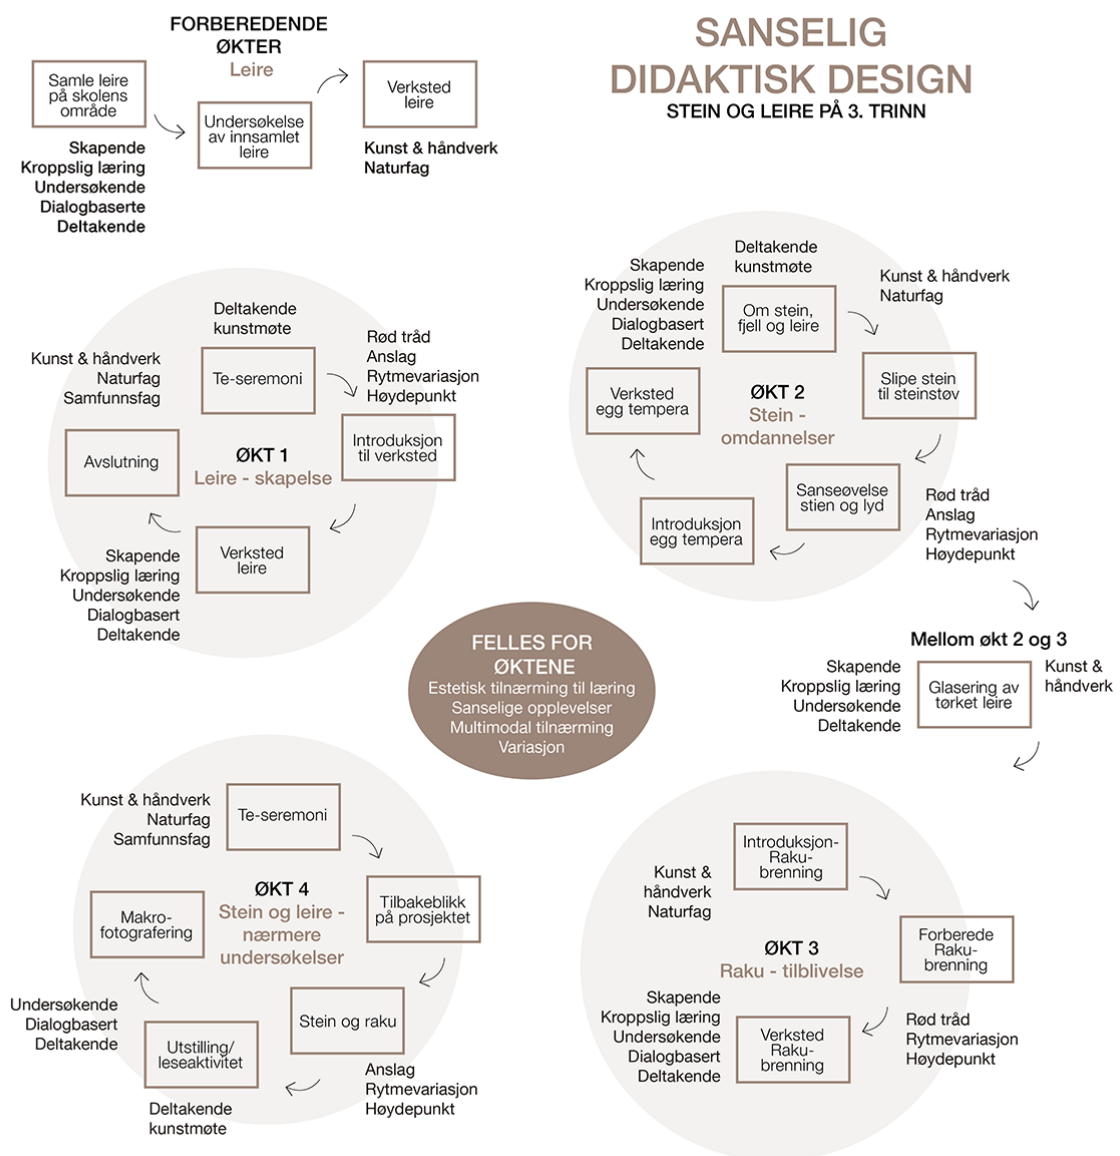 SANSELIG
DIDAKTISK DESIGN
STEIN OG LEIRE PÅ 3. TRINN
FORBEREDENDE
ØKTER
Leire
Samle leire
på skolens
område
Undersøkelse
av innsamlet
leire
Verksted
leire
Skapende
Kroppslig læring
Undersøkende
Dialogbaserte
Deltakende
Kunst & håndverk
Naturfag
ØKT 1
Leire - skapelse
Deltakende
kunstmøte
Te-seremoni
Rød tråd
Anslag
Rytmevariasjon
Høydepunkt
Introduksjon
til verksted
Verksted
leire
Skapende
Kroppslig læring
Undersøkende
Dialogbasert
Deltakende
Avslutning
Kunst & håndverk
Naturfag
Samfunnsfag
ØKT 2
Stein -
omdannelser
Skapende
Kroppslig læring
Undersøkende
Dialogbasert
Deltakende
Deltakende
kunstmøte
Om stein,
fjell og leire
Kunst & håndverk
Naturfag
Slipe stein
til steinstøv
Sanseøvelse
stien og lyd
Rød tråd
Anslag
Rytmevariasjon
Høydepunkt
Introduksjon
egg tempera
Verksted
egg tempera
FELLES FOR
ØKTENE
Estetisk tilnærming til læring
Sanselige opplevelser
Multimodal tilnærming
Variasjon
Mellom økt 2 og 3
Skapende
Kroppslig læring
Undersøkende
Deltakende
Glasering av
tørket leire
Kunst &
håndverk
ØKT 3
Raku - tilblivelse
Introduksjon-
Raku-
brenning
Kunst &
håndverk
Naturfag
Forberede
Raku-
brenning
Rød tråd
Rytmevariasjon
Høydepunkt
Verksted
Raku-
brenning
Skapende
Kroppslig læring
Undersøkende
Dialogbasert
Deltakende
ØKT 4
Stein og leire -
nærmere
undersøkelser
Kunst & håndverk
Naturfag
Samfunnsfag
Te-seremoni
Tilbakeblikk
på prosjektet
Stein og raku
Anslag
Rytmevariasjon
Høydepunkt
Utstilling/
leseaktivitet
Deltakende
kunstmøte
Undersøkende
Dialogbasert
Deltakende
Makro-
fotografering